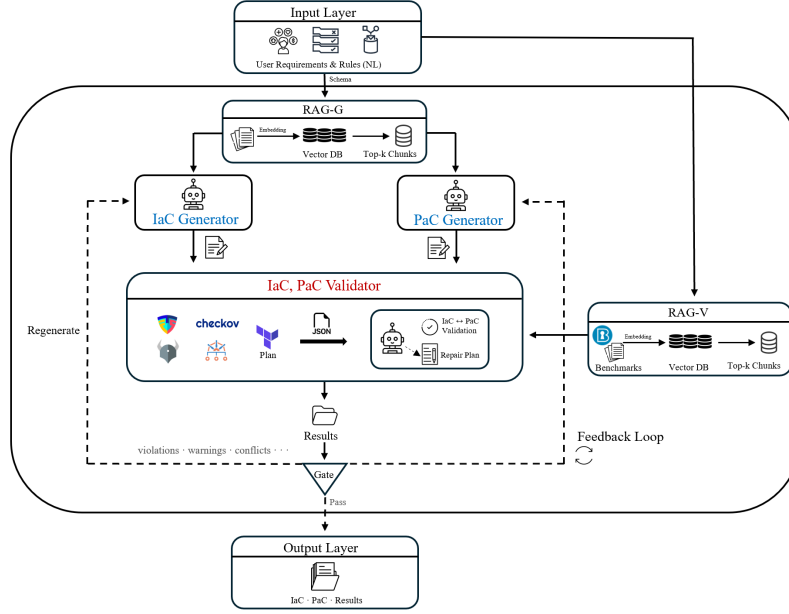 Input Layer
User Requirements & Rules (NL)
Schema
RAG-G
Embedding
Vector DB
Top-k Chunks
IaC Generator
PaC Generator
IaC, PaC Validator
checkov
Plan
JSON
IaC ↔ PaC
Validation
Repair Plan
RAG-V
Embedding
Benchmarks
Vector DB
Top-k Chunks
Regenerate
Results
violations · warnings · conflicts · · ·
Feedback Loop
Gate
Pass
Output Layer
IaC · PaC · Results